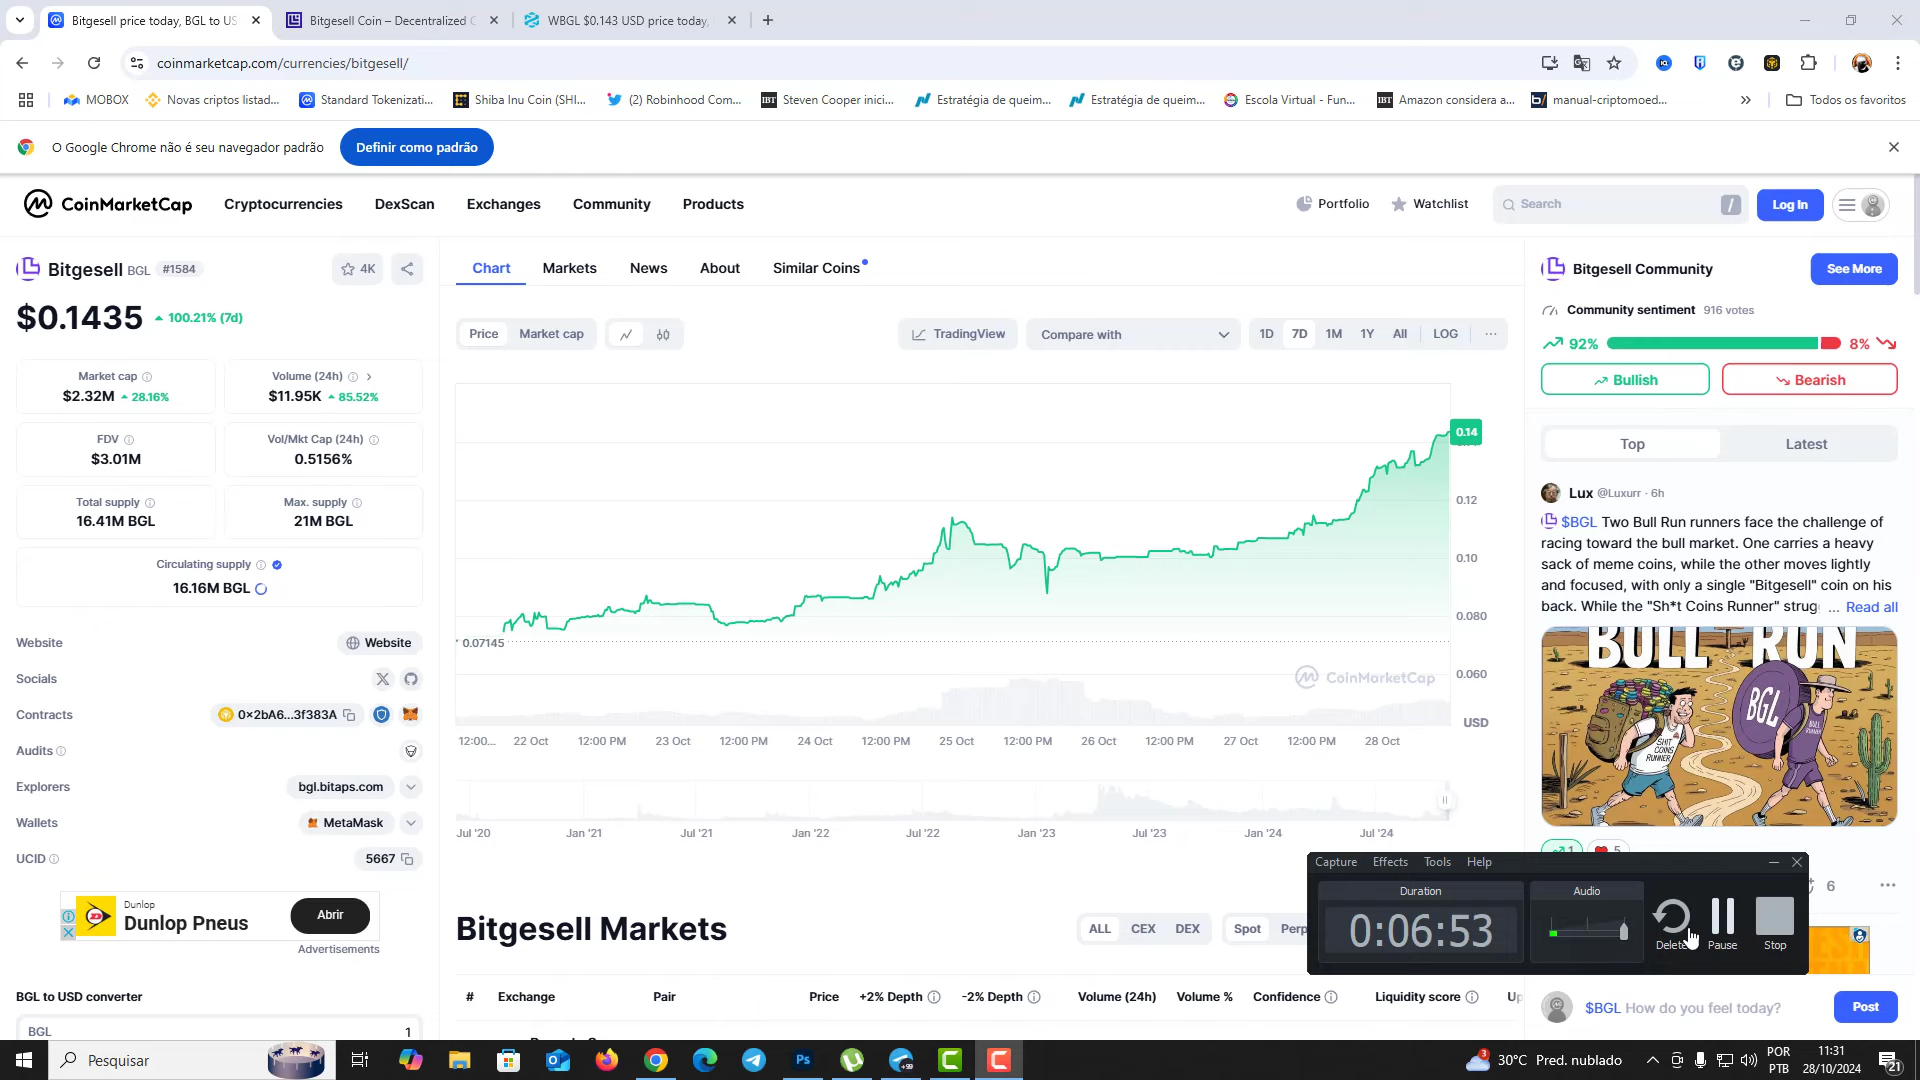 Bitgesell price today, BGL to US
Bitgesell Coin – Decentralized C
WBGL $0.143 USD price today,
coinmarketcap.com/currencies/bitgesell/
MOBOX
Novas criptos listad...
Standard Tokenizati...
Shiba Inu Coin (SHI...
(2) Robinhood Com...
Steven Cooper inici...
Estratégia de queim...
Estratégia de queim...
Escola Virtual - Fun...
Amazon considera a...
manual-criptomoed...
Todos os favoritos
O Google Chrome não é seu navegador padrão
Definir como padrão
CoinMarketCap
Cryptocurrencies
DexScan
Exchanges
Community
Products
Portfolio
Watchlist
Search
/
Log In
Bitgesell BGL #1584
4K
$0.1435
100.21% (7d)
Market cap
$2.32M 28.16%
Volume (24h)
$11.95K 85.52%
FDV
$3.01M
Vol/Mkt Cap (24h)
0.5156%
Total supply
16.41M BGL
Max. supply
21M BGL
Circulating supply
16.16M BGL
Website
Website
Socials
Contracts
0x2bA6...3f383A
Audits
Explorers
bgl.bitaps.com
Wallets
MetaMask
UCID
5667
Dunlop
Dunlop Pneus
Abrir
Advertisements
BGL to USD converter
BGL
1
Chart
Markets
News
About
Similar Coins
Price
Market cap
TradingView
Compare with
1D
7D
1M
1Y
All
LOG
0.14
0.12
0.10
0.080
0.060
0.07145
CoinMarketCap
USD
12:00...
22 Oct
12:00 PM
23 Oct
12:00 PM
24 Oct
12:00 PM
25 Oct
12:00 PM
26 Oct
12:00 PM
27 Oct
12:00 PM
28 Oct
Jul '20
Jan '21
Jul '21
Jan '22
Jul '22
Jan '23
Jul '23
Jan '24
Jul '24
Bitgesell Markets
ALL
CEX
DEX
Spot
Perp
#
Exchange
Pair
Price
+2% Depth
-2% Depth
Volume (24h)
Volume %
Confidence
Liquidity score
Up
Bitgesell Community
See More
Community sentiment 916 votes
92%
8%
Bullish
Bearish
Top
Latest
Lux @Luxurr · 6h
$BGL Two Bull Run runners face the challenge of
racing toward the bull market. One carries a heavy
sack of meme coins, while the other moves lightly
and focused, with only a single "Bitgesell" coin on his
back. While the "Sh*t Coins Runner" strug ... Read all
BULL RUN
BGL
SHIT
COINS
RUNNER
BULL
RUNNER
1
5
6
Capture
Effects
Tools
Help
Duration
0:06:53
Audio
Delete
Pause
Stop
$BGL How do you feel today?
Post
Pesquisar
Ps
+99
3
30°C Pred. nublado
POR
PTB
11:31
28/10/2024
21